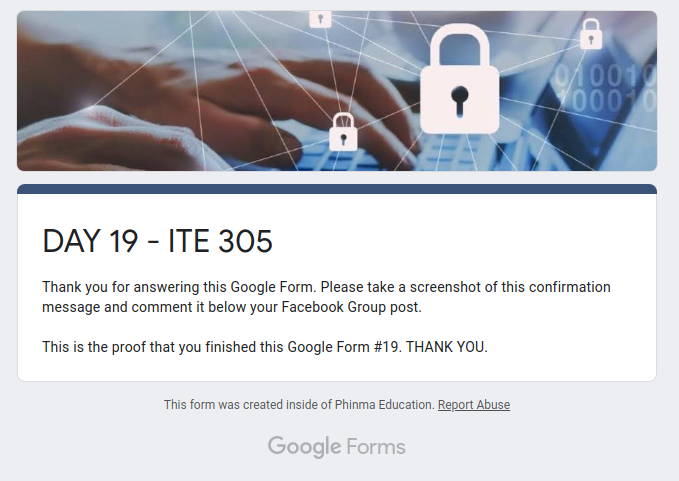 010010
100010
DAY 19 - ITE 305
Thank you for answering this Google Form. Please take a screenshot of this confirmation
message and comment it below your Facebook Group post.
This is the proof that you finished this Google Form #19. THANK YOU.
This form was created inside of Phinma Education. Report Abuse
Google Forms